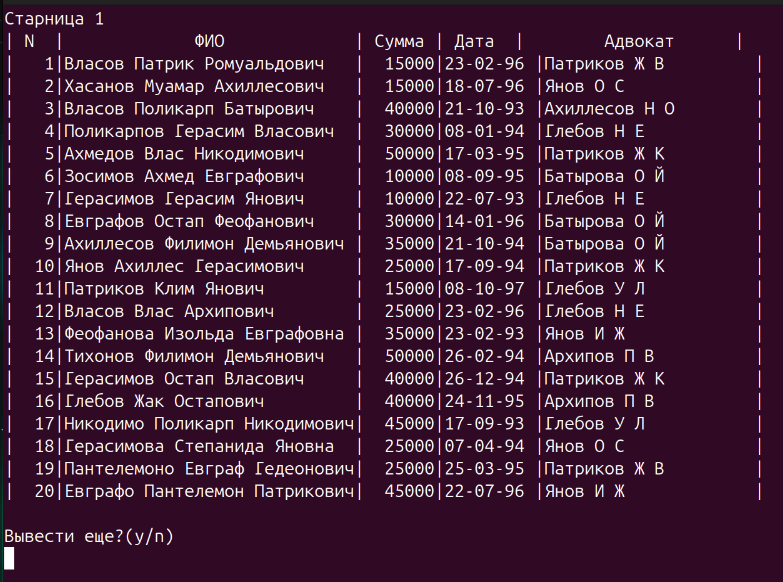 Старница 1
| N | ФИО | Сумма | Дата | Адвокат |
| 1|Власов Патрик Ромуальдович | 15000|23-02-96 |Патриков Ж В |
| 2|Хасанов Муамар Ахиллесович | 15000|18-07-96 |Янов О С |
| 3|Власов Поликарп Батырович | 40000|21-10-93 |Ахиллесов Н О |
| 4|Поликарпов Герасим Власович | 30000|08-01-94 |Глебов Н Е |
| 5|Ахмедов Влас Никодимович | 50000|17-03-95 |Патриков Ж К |
| 6|Зосимов Ахмед Евграфович | 10000|08-09-95 |Батырова О Й |
| 7|Герасимов Герасим Янович | 10000|22-07-93 |Глебов Н Е |
| 8|Евграфов Остап Феофанович | 30000|14-01-96 |Батырова О Й |
| 9|Ахиллесов Филимон Демьянович | 35000|21-10-94 |Батырова О Й |
| 10|Янов Ахиллес Герасимович | 25000|17-09-94 |Патриков Ж К |
| 11|Патриков Клим Янович | 15000|08-10-97 |Глебов У Л |
| 12|Власов Влас Архипович | 25000|23-02-96 |Глебов Н Е |
| 13|Феофанова Изольда Евграфовна | 35000|23-02-93 |Янов И Ж |
| 14|Тихонов Филимон Демьянович | 50000|26-02-94 |Архипов П В |
| 15|Герасимов Остап Власович | 40000|26-12-94 |Патриков Ж К |
| 16|Глебов Жак Остапович | 40000|24-11-95 |Архипов П В |
| 17|Никодимо Поликарп Никодимович| 45000|17-09-93 |Глебов У Л |
| 18|Герасимова Степанида Яновна | 25000|07-04-94 |Янов О С |
| 19|Пантелемоно Евграф Гедеонович| 25000|25-03-95 |Патриков Ж В |
| 20|Евграфо Пантелемон Патрикович| 45000|22-07-96 |Янов И Ж |
Вывести еще?(y/n)